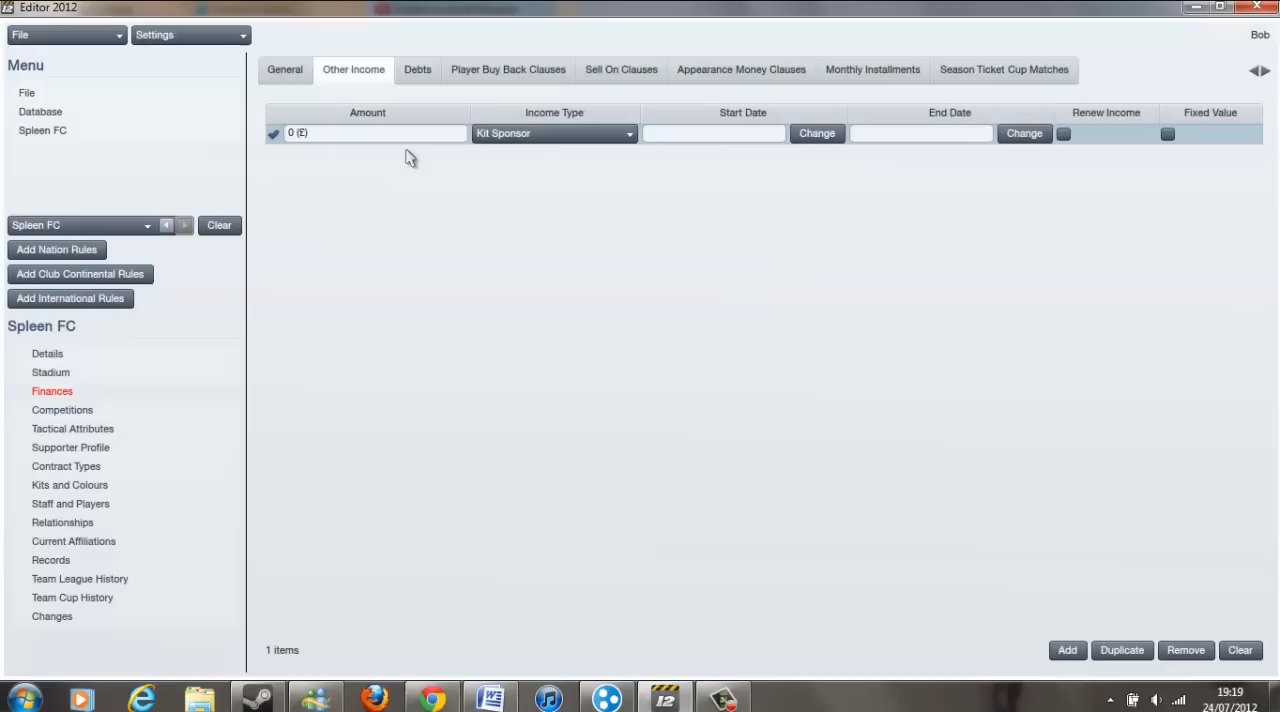 Editor 2012
File
Settings
Bob
Menu
File
Database
Spleen FC
Spleen FC
Clear
Add Nation Rules
Add Club Continental Rules
Add International Rules
Spleen FC
Details
Stadium
Finances
Competitions
Tactical Attributes
Supporter Profile
Contract Types
Kits and Colours
Staff and Players
Relationships
Current Affiliations
Records
Team League History
Team Cup History
Changes
General
Other Income
Debts
Player Buy Back Clauses
Sell On Clauses
Appearance Money Clauses
Monthly Installments
Season Ticket Cup Matches
Amount
Income Type
Start Date
End Date
Renew Income
Fixed Value
0 (£)
Kit Sponsor
Change
Change
1 items
Add
Duplicate
Remove
Clear
12
19:19
24/07/2012